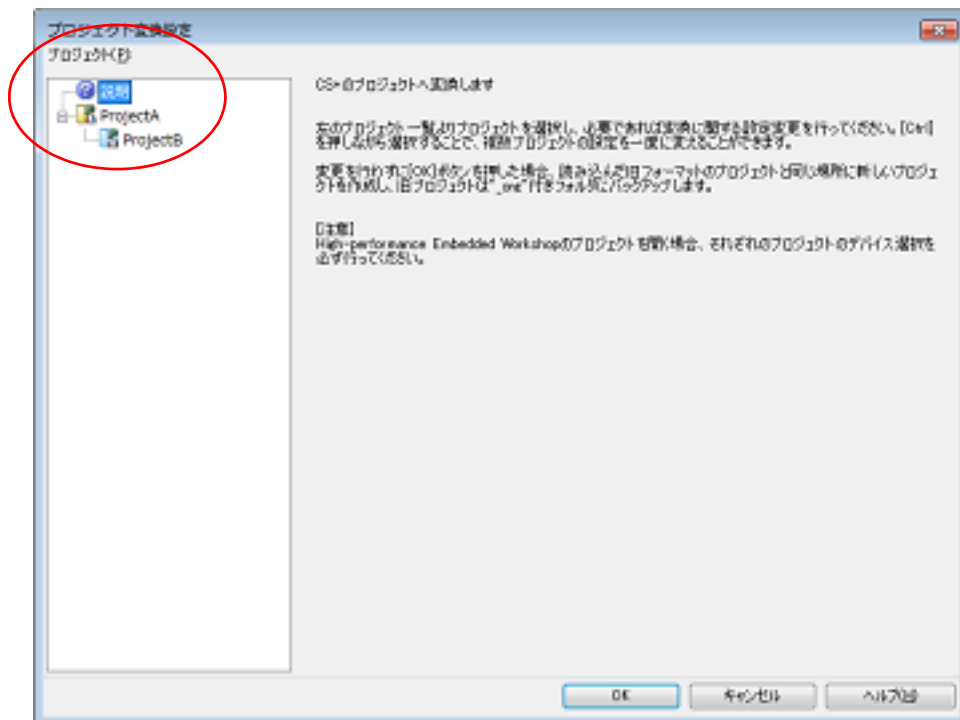 プロジェクト変換設定
プロジェクト(P):
説明
ProjectA
ProjectB
CS+のプロジェクトへ変換します
左のプロジェクト一覧よりプロジェクトを選択し、必要であれば変換に関する設定変更を行ってください。[Ctrl]
を押しながら選択することで、複数プロジェクトの設定を一度に変えることができます。
変更を行わずに[OK]ボタンを押した場合、読み込んだ旧フォーマットのプロジェクトと同じ場所に新しいプロジェ
クトを作成し、旧プロジェクトは"_org"付きフォルダにバックアップします。
[注意]
High-performance Embedded Workshopのプロジェクトを開く場合、それぞれのプロジェクトのデバイス選択を
必ず行ってください。
OK
キャンセル
ヘルプ(H)